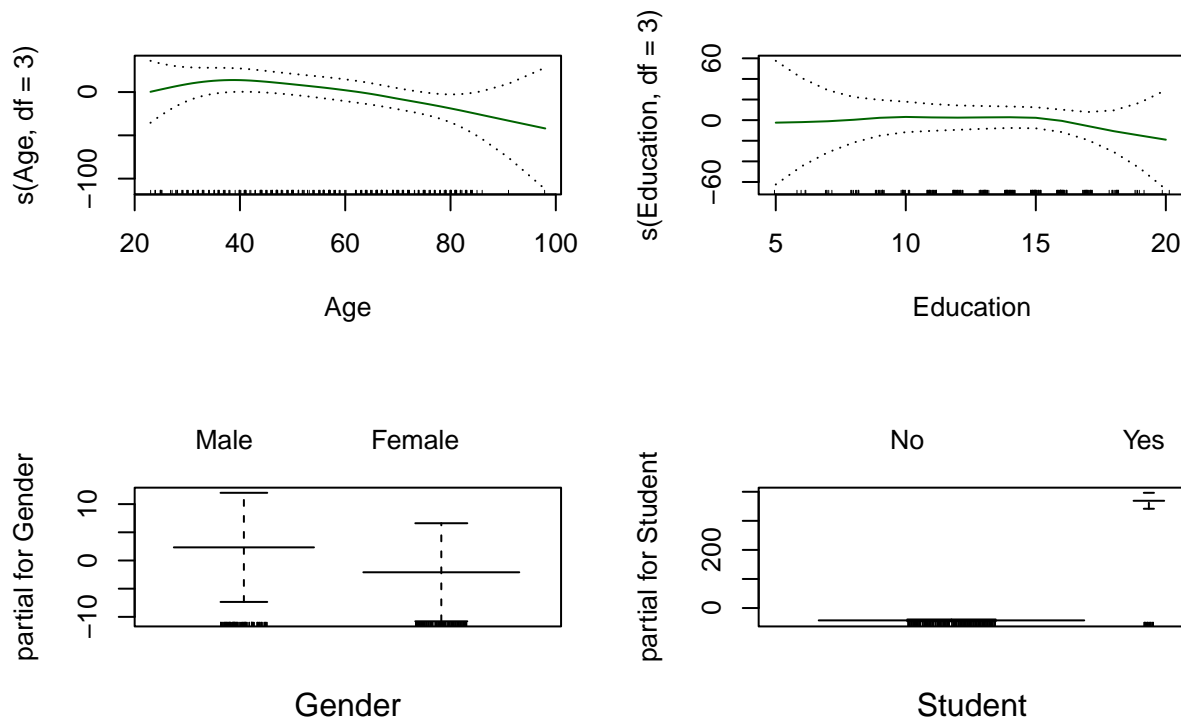 s(Age, df = 3)
0
−100
20 40 60 80 100
Age
s(Education, df = 3)
60
0
−60
5 10 15 20
Education
Male Female
partial for Gender
10
0
−10
Gender
No Yes
partial for Student
200
0
Student